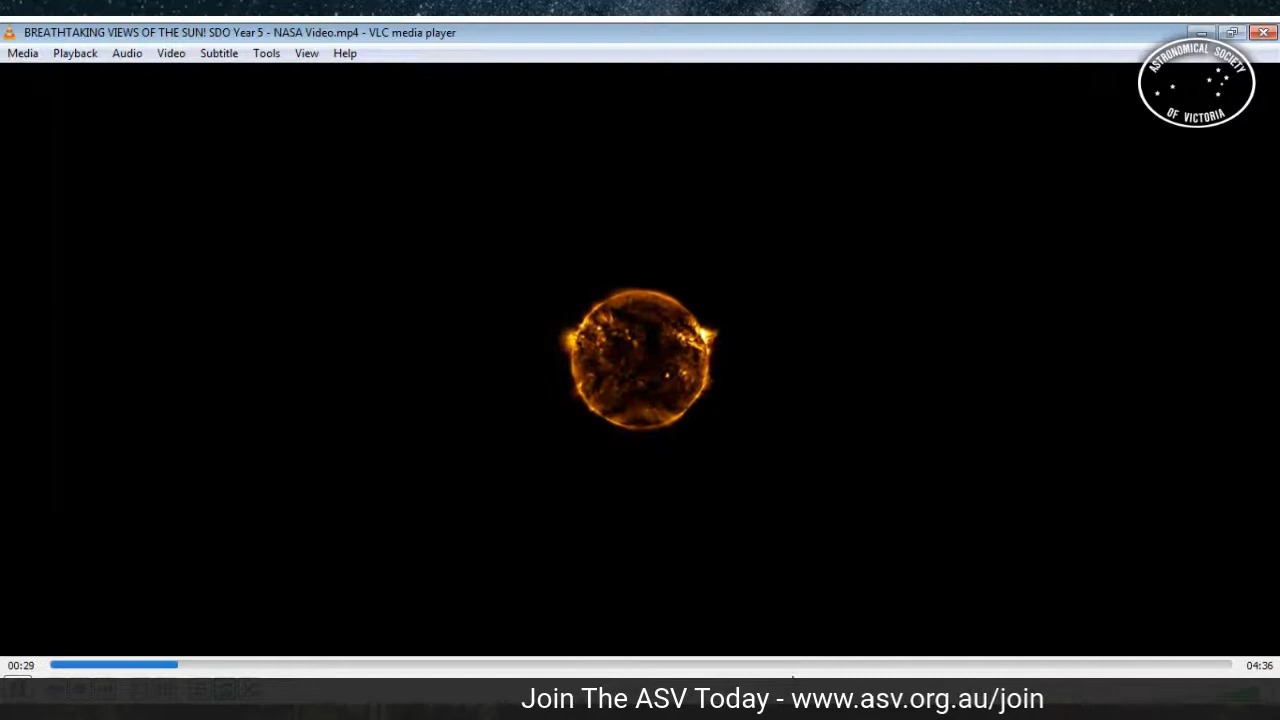 BREATHTAKING VIEWS OF THE SUN! SDO Year 5 - NASA Video.mp4 - VLC media player
Media Playback Audio Video Subtitle Tools View Help
ASTRONOMICAL SOCIETY
OF VICTORIA
00:29
04:36
Join The ASV Today - www.asv.org.au/join